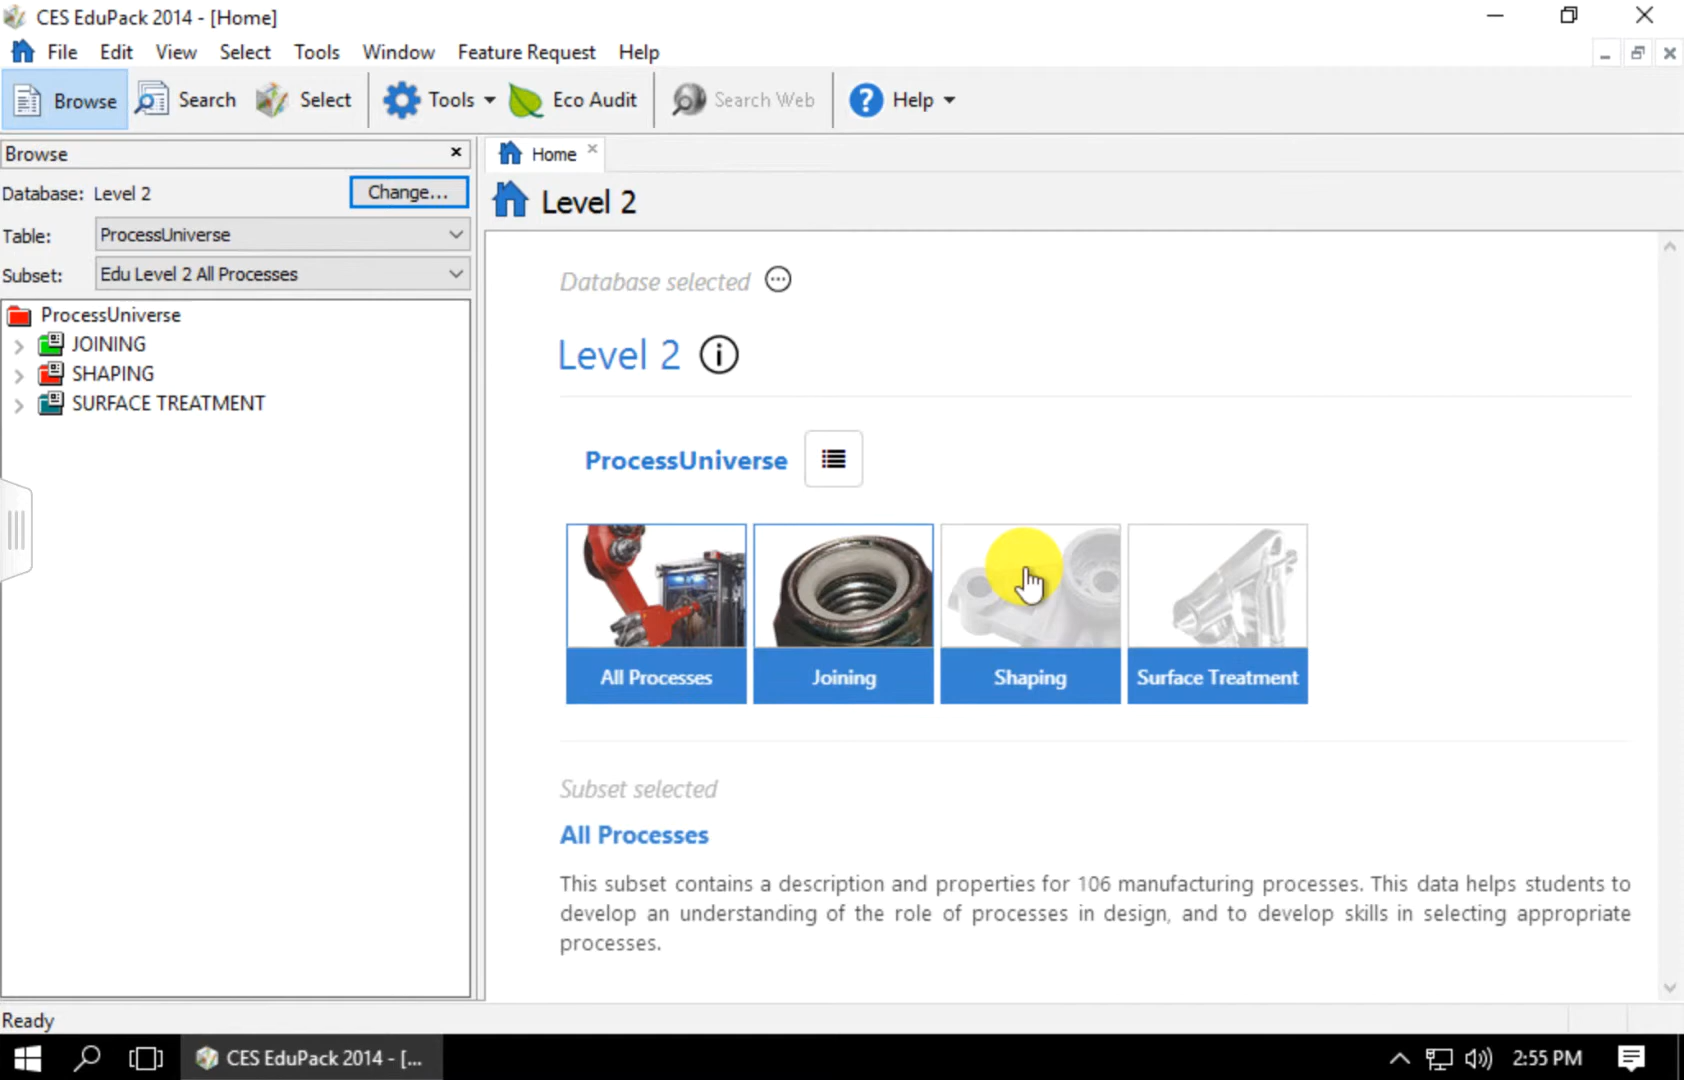 CES EduPack 2014 - [Home]
File Edit View Select Tools Window Feature Request Help
Browse Search Select Tools Eco Audit Search Web Help
Browse
Home
Database: Level 2 Change...
Level 2
Table: ProcessUniverse
Subset: Edu Level 2 All Processes
ProcessUniverse
JOINING
SHAPING
SURFACE TREATMENT
Database selected
Level 2
ProcessUniverse
All Processes Joining Shaping Surface Treatment
Subset selected
All Processes
This subset contains a description and properties for 106 manufacturing processes. This data helps students to
develop an understanding of the role of processes in design, and to develop skills in selecting appropriate
processes.
Ready
CES EduPack 2014 - [...
2:55 PM